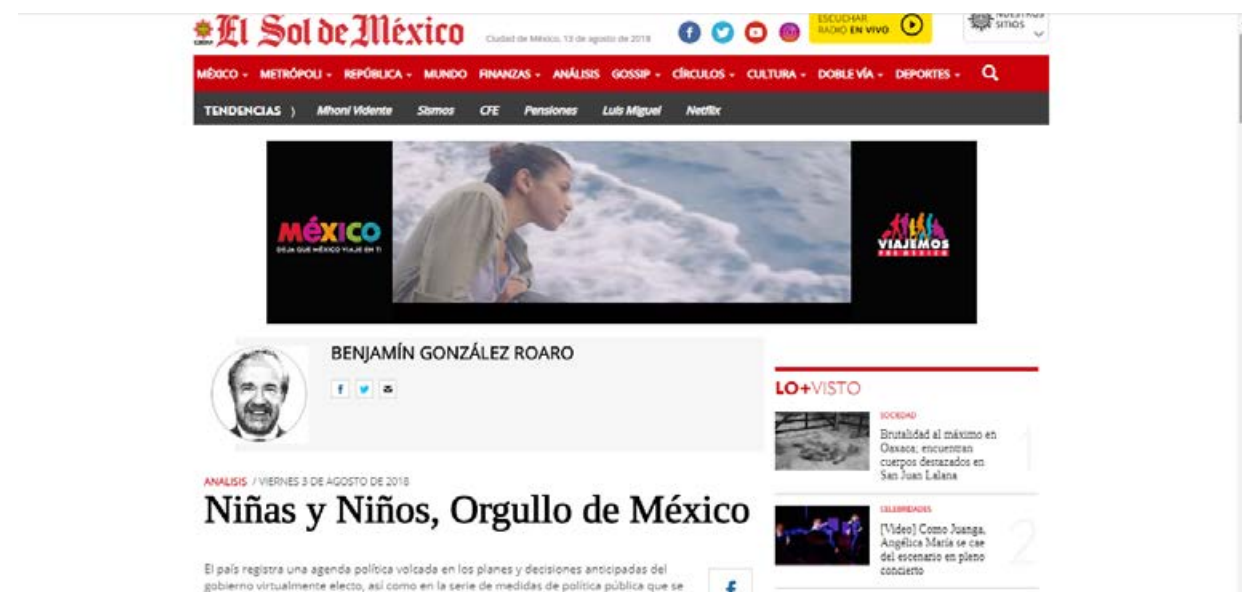 El Sol de México
Ciudad de México, 13 de agosto de 2018
ESCUCHAR
RADIO EN VIVO
NUESTROS
SITIOS
MÉXICO METRÓPOLI REPÚBLICA MUNDO FINANZAS ANÁLISIS GOSSIP CÍRCULOS CULTURA DOBLE VÍA DEPORTES
TENDENCIAS ) Mhoni Vidente Sismos CFE Pensiones Luis Miguel Netflix
MÉXICO
DEJA QUE MÉXICO VIAJE EN TI
VIAJEMOS
POR MÉXICO
BENJAMÍN GONZÁLEZ ROARO
ANALISIS / VIERNES 3 DE AGOSTO DE 2018
Niñas y Niños, Orgullo de México
El país registra una agenda política volcada en los planes y decisiones anticipadas del
gobierno virtualmente electo, así como en la serie de medidas de política pública que se
LO+VISTO
SOCIEDAD
Brutalidad al máximo en
Oaxaca; encuentran
cuerpos destazados en
San Juan Lalana
1
CELEBRIDADES
[Video] Como Juanga,
Angélica María se cae
del escenario en pleno
concierto
2